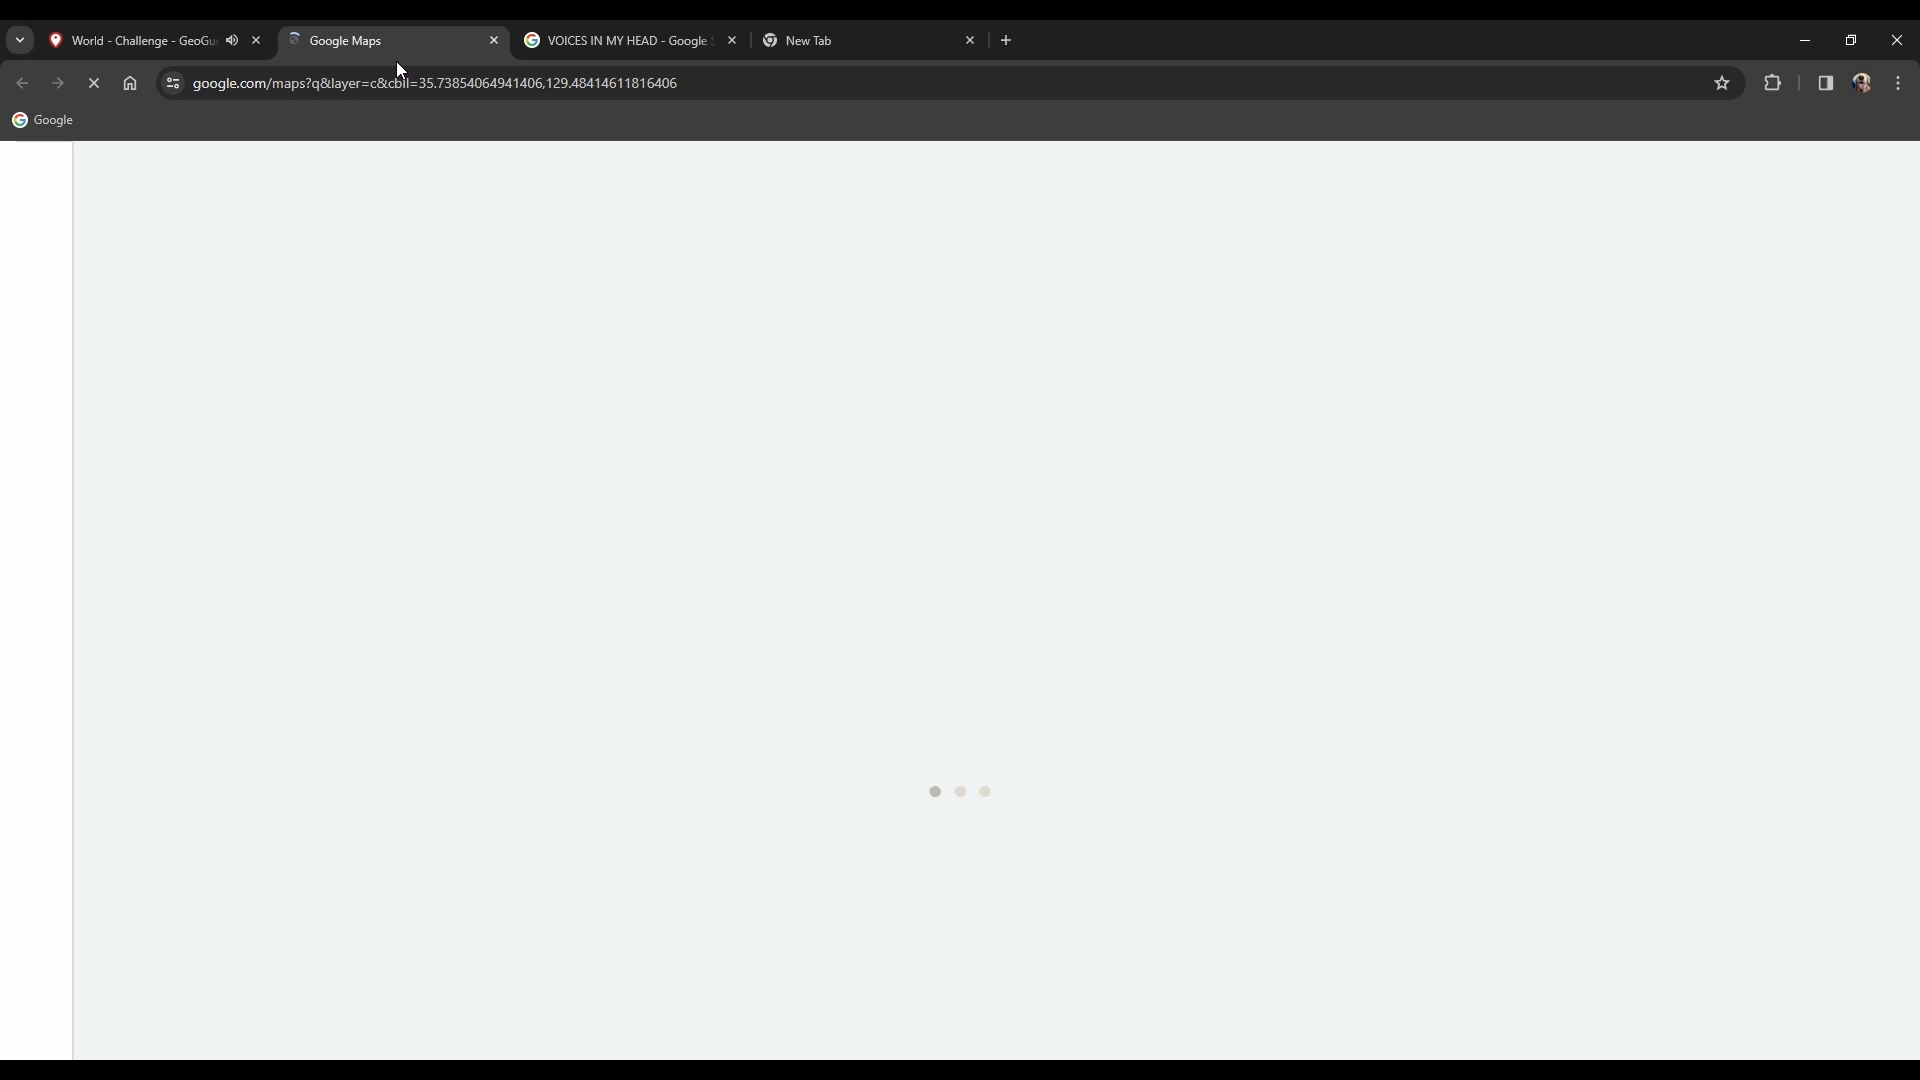 World - Challenge - GeoGu
Google Maps
VOICES IN MY HEAD - Google S
New Tab
google.com/maps?q&layer=c&cbll=35.73854064941406,129.48414611816406
Google